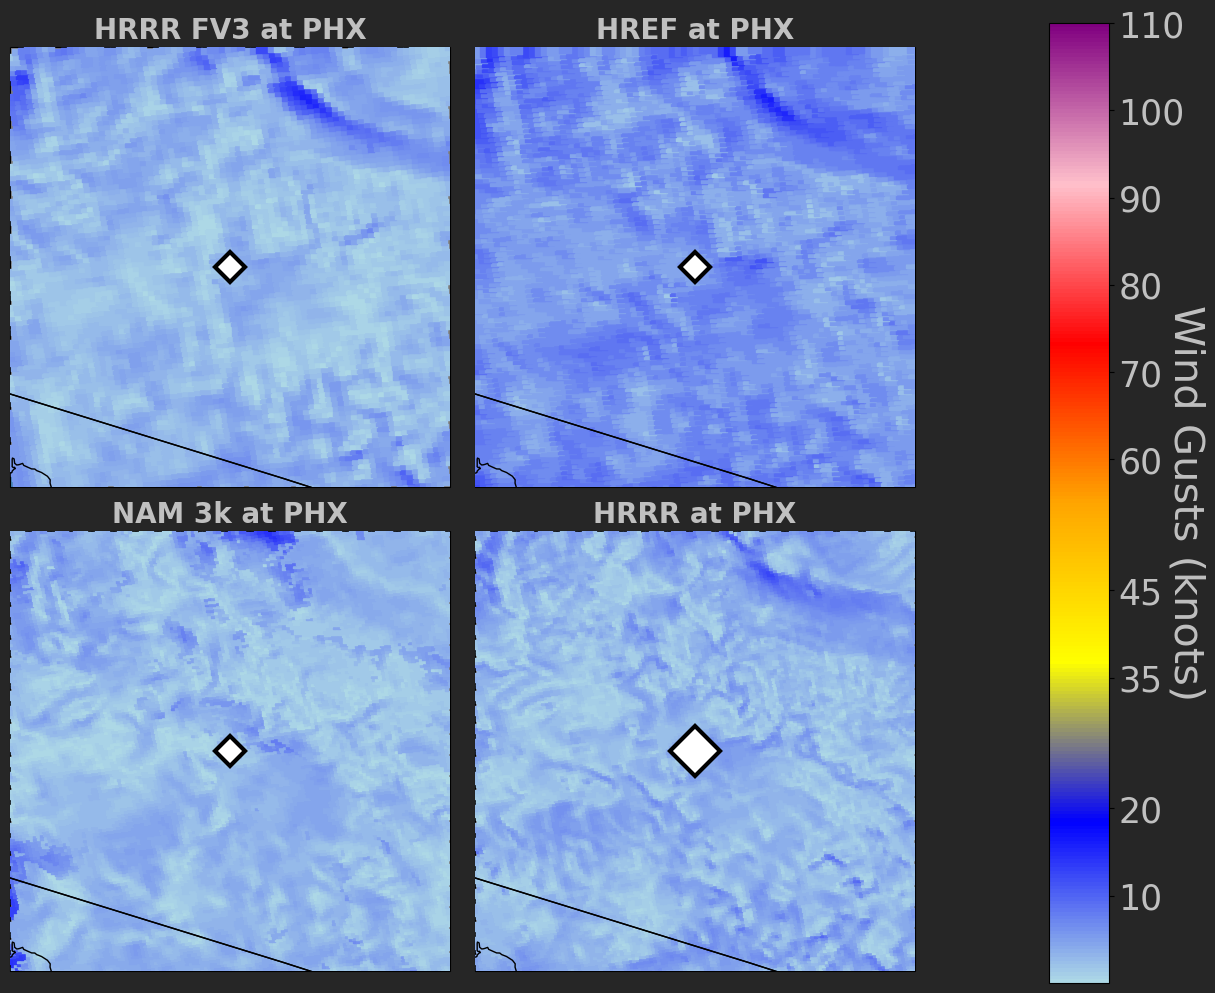 HRRR FV3 at PHX
HREF at PHX
NAM 3k at PHX
HRRR at PHX
110
100
90
80
70
60
45
35
20
10
Wind Gusts (knots)